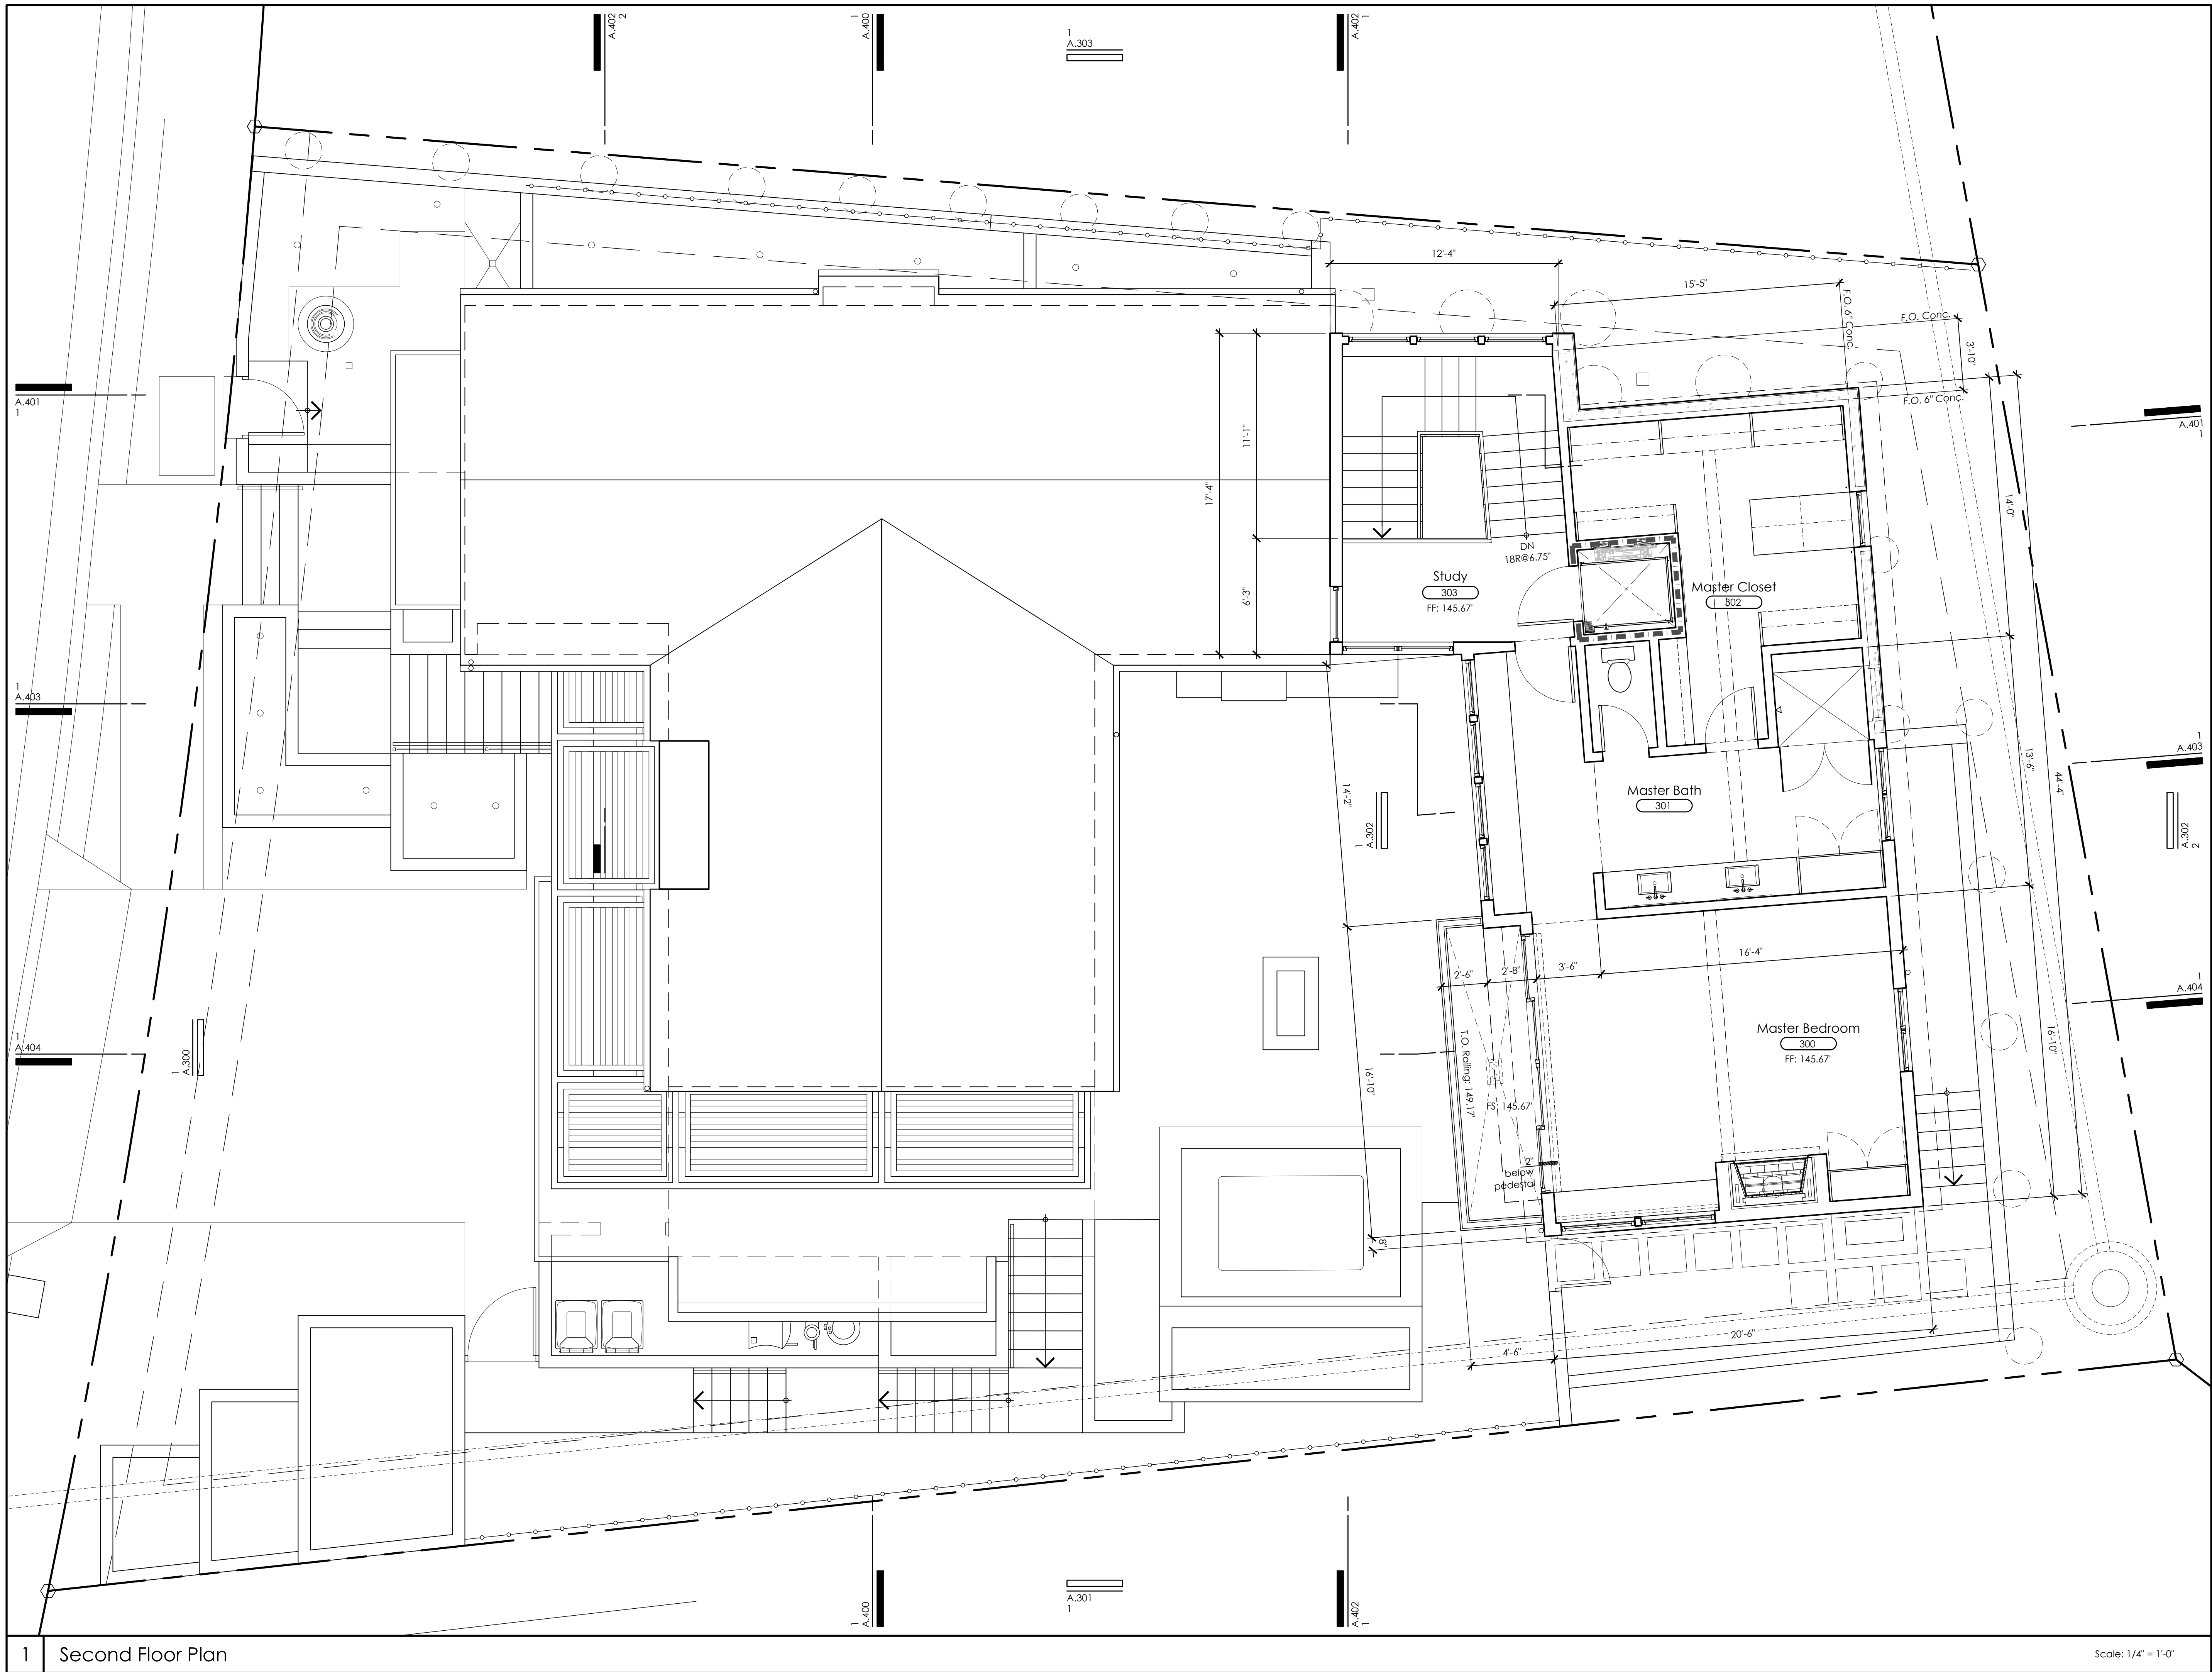 A.402
2
1
A.400
1
A.303
A.402
1
12'-4"
15'-5"
F.O. 6" Conc.
F.O. Conc.
3'-10"
F.O. 6" Conc.
A.401
1
A.401
1
11'-1"
17'-4"
6'-3"
14'-0"
DN
18R@6.75"
Study
303
FF: 145.67'
Master Closet
302
1
A.403
1
A.403
13'-6"
44'-4"
14'-2"
1
A.302
A.302
2
Master Bath
301
16'-4"
2'-6"
2'-8"
3'-6"
1
A.404
Master Bedroom
300
FF: 145.67'
1
A.404
1
A.300
T.O. Railing: 149.17'
16'-10"
16'-10"
FS: 145.67'
2"
below
pedestal
8"
20'-6"
4'-6"
1
A.400
A.301
1
A.402
1
1
Second Floor Plan
Scale: 1/4" = 1'-0"